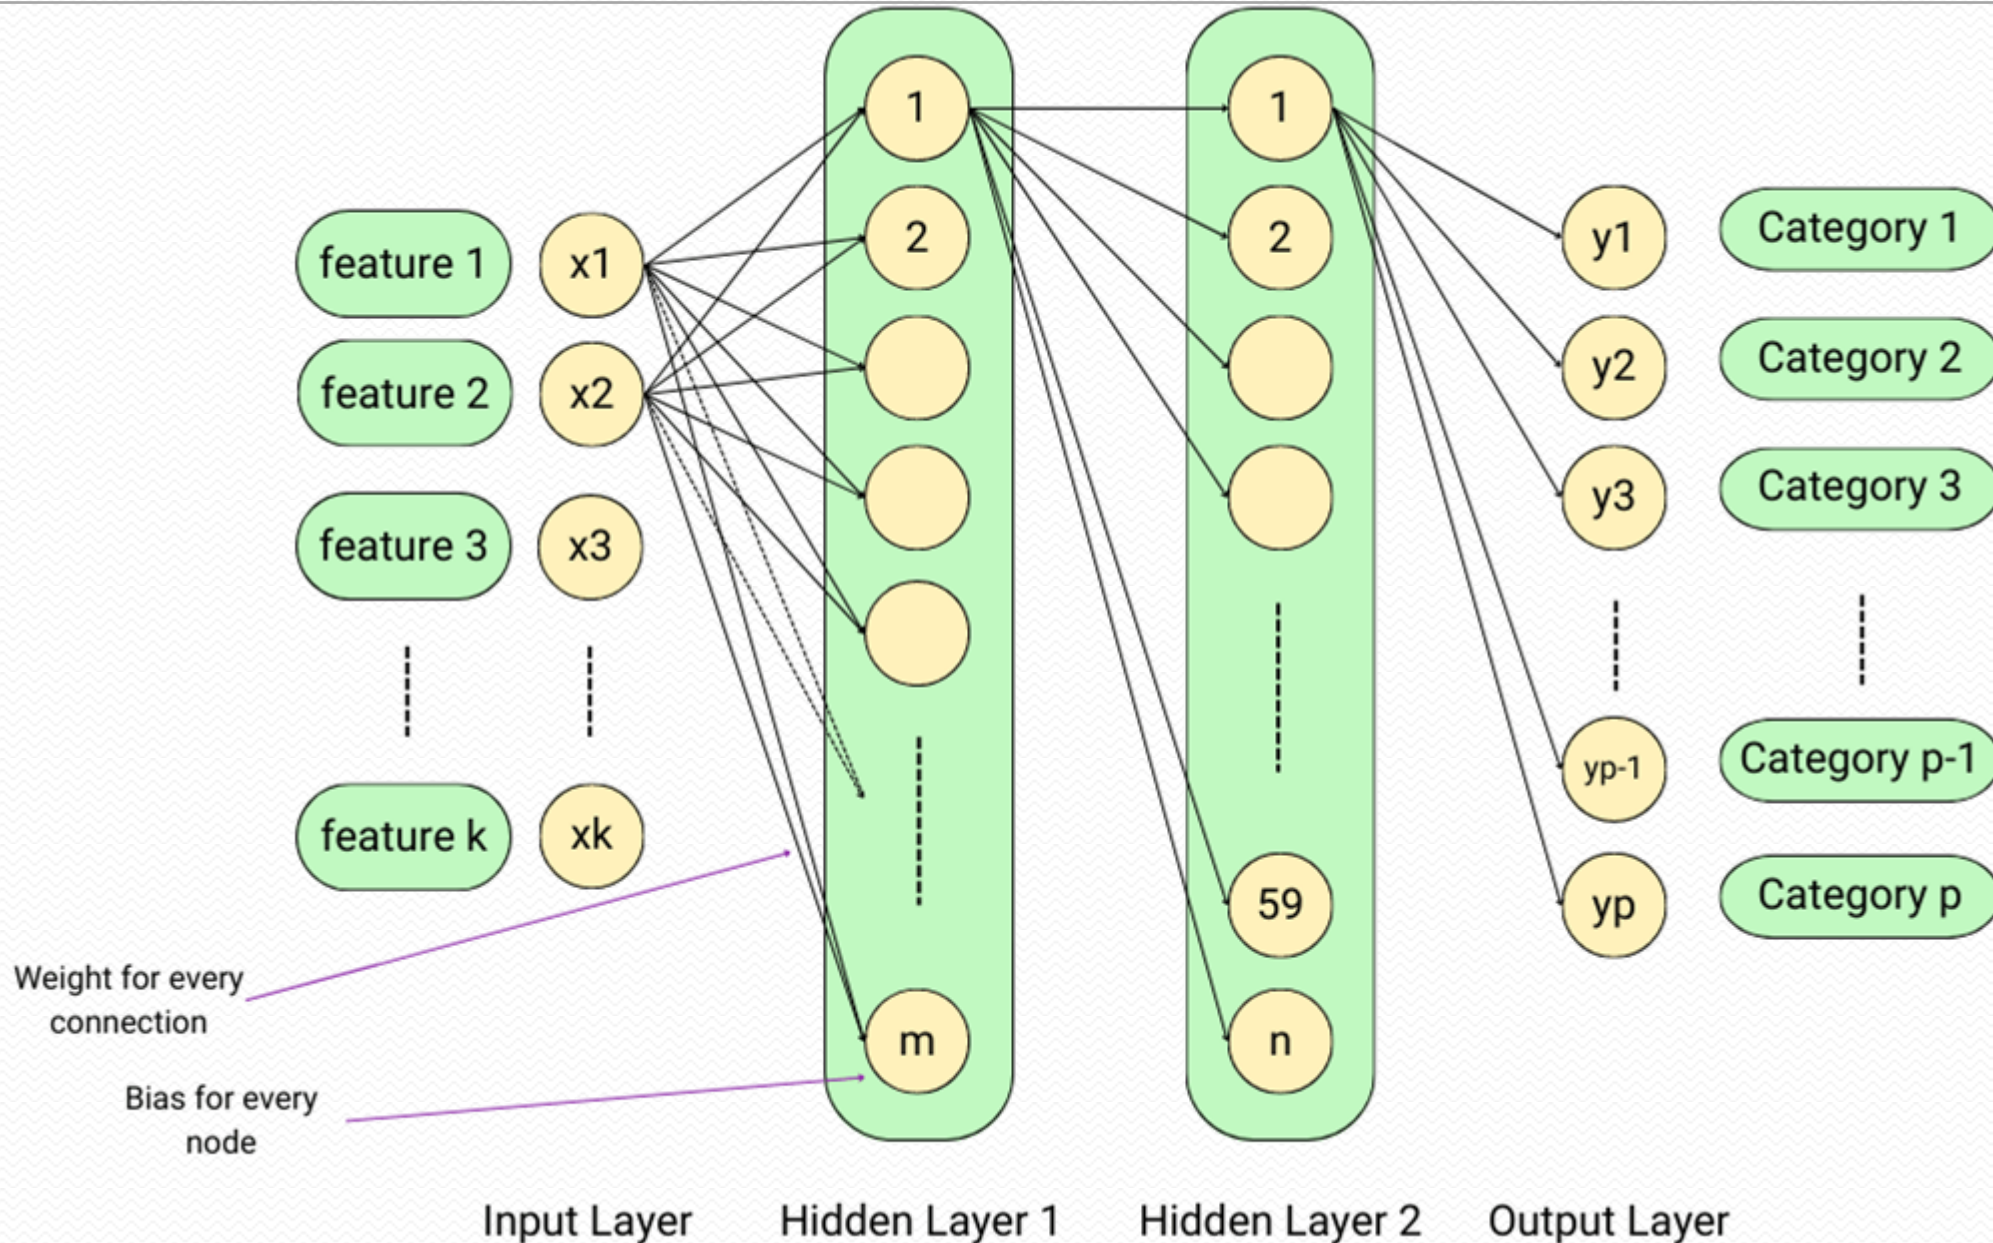 feature 1
x1
feature 2
x2
feature 3
x3
feature k
xk
Weight for every
connection
Bias for every
node
1
2
m
1
2
59
n
y1
Category 1
y2
Category 2
y3
Category 3
yp-1
Category p-1
yp
Category p
Input Layer
Hidden Layer 1
Hidden Layer 2
Output Layer